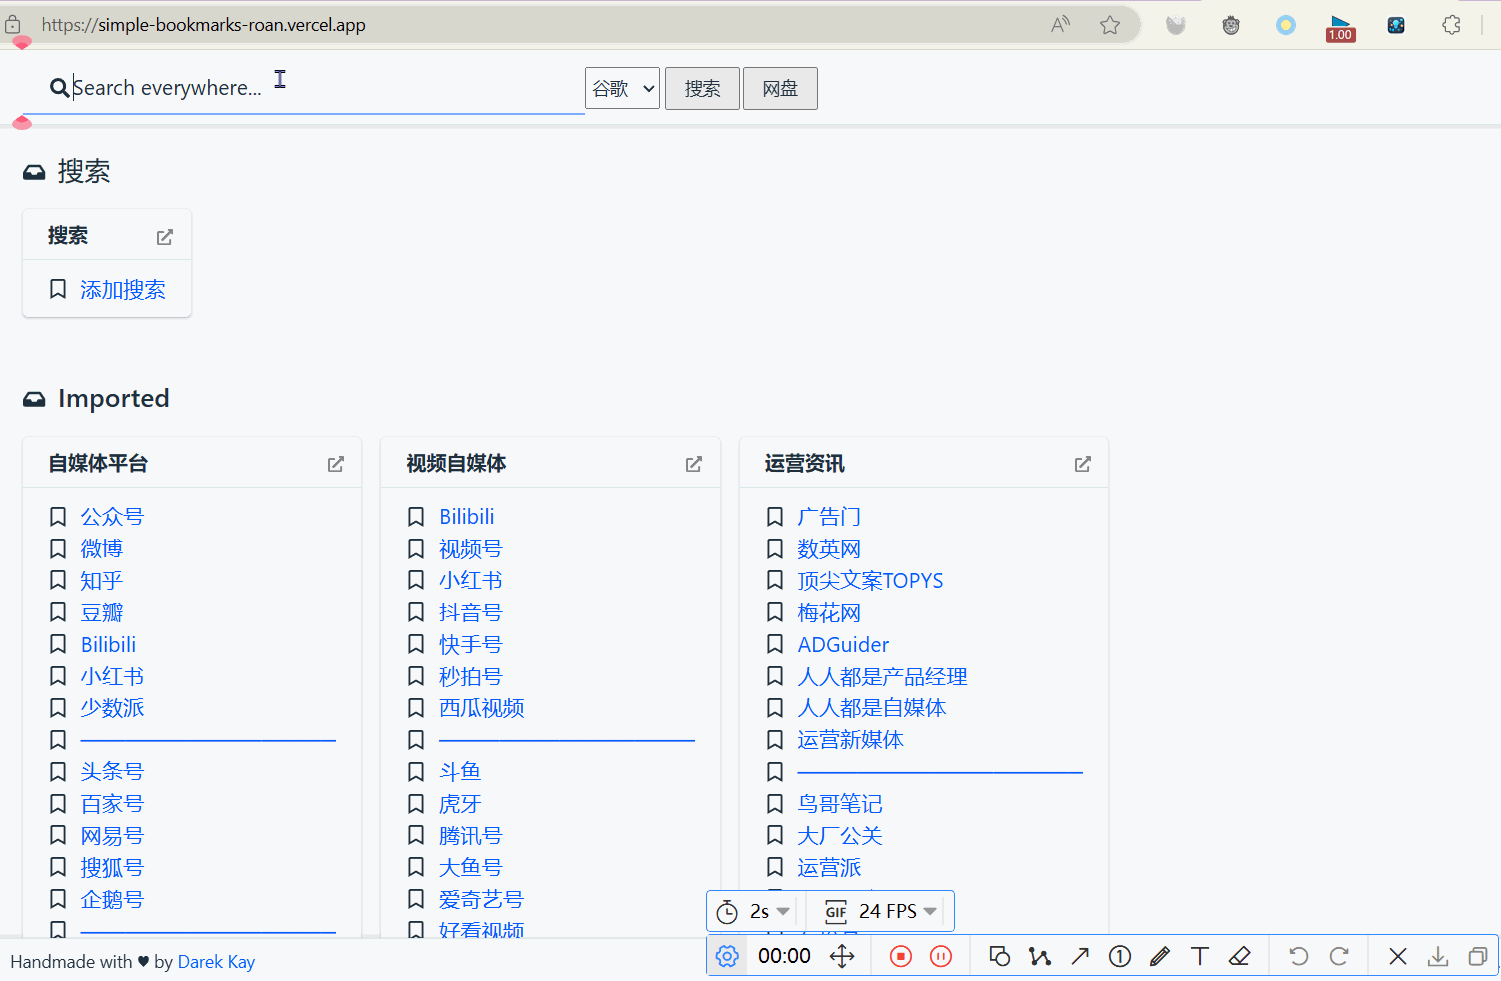 https://simple-bookmarks-roan.vercel.app
1.00
Search everywhere...
谷歌
搜索
网盘
搜索
搜索
添加搜索
Imported
自媒体平台
公众号
微博
知乎
豆瓣
Bilibili
小红书
少数派
头条号
百家号
网易号
搜狐号
企鹅号
视频自媒体
Bilibili
视频号
小红书
抖音号
快手号
秒拍号
西瓜视频
斗鱼
虎牙
腾讯号
大鱼号
爱奇艺号
好看视频
运营资讯
广告门
数英网
顶尖文案TOPYS
梅花网
ADGuider
人人都是产品经理
人人都是自媒体
运营新媒体
鸟哥笔记
大厂公关
运营派
2s
GIF
24 FPS
00:00
1
T
Handmade with ♥ by Darek Kay